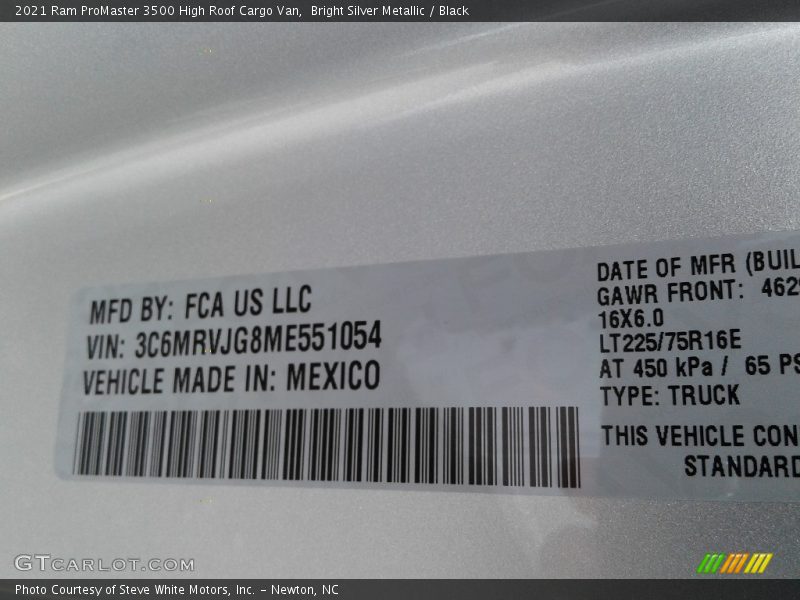 2021 Ram ProMaster 3500 High Roof Cargo Van, Bright Silver Metallic / Black
MFD BY: FCA US LLC
VIN: 3C6MRVJG8ME551054
VEHICLE MADE IN: MEXICO
DATE OF MFR (BUIL
GAWR FRONT: 462
16X6.0
LT225/75R16E
AT 450 kPa / 65 PS
TYPE: TRUCK
THIS VEHICLE CON
STANDARD
GTCARLOT.COM
Photo Courtesy of Steve White Motors, Inc. – Newton, NC